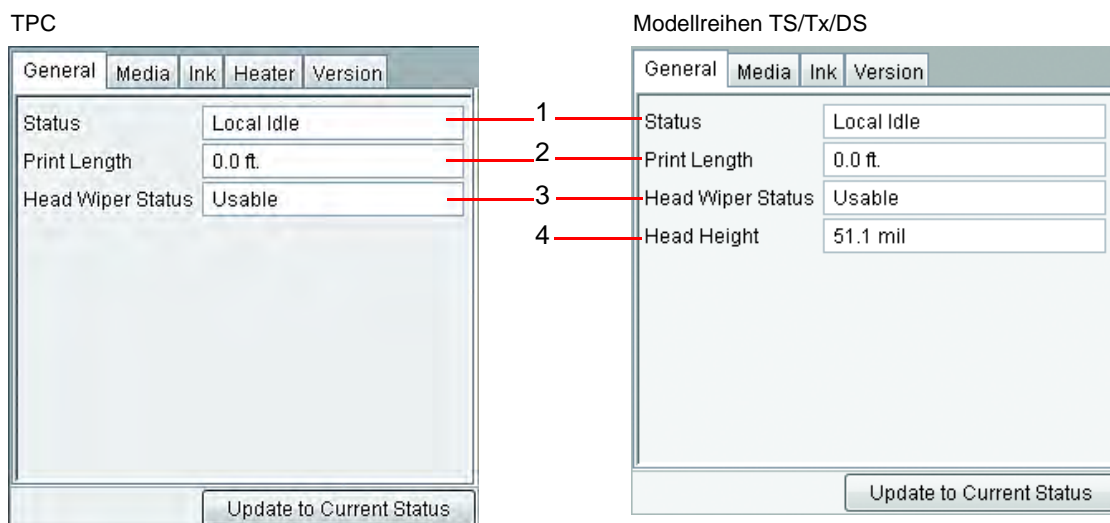 TPC
General Media Ink Heater Version
Status Local Idle
Print Length 0.0 ft.
Head Wiper Status Usable
Update to Current Status
1
2
3
4
Modellreihen TS/Tx/DS
General Media Ink Version
Status Local Idle
Print Length 0.0 ft.
Head Wiper Status Usable
Head Height 51.1 mil
Update to Current Status